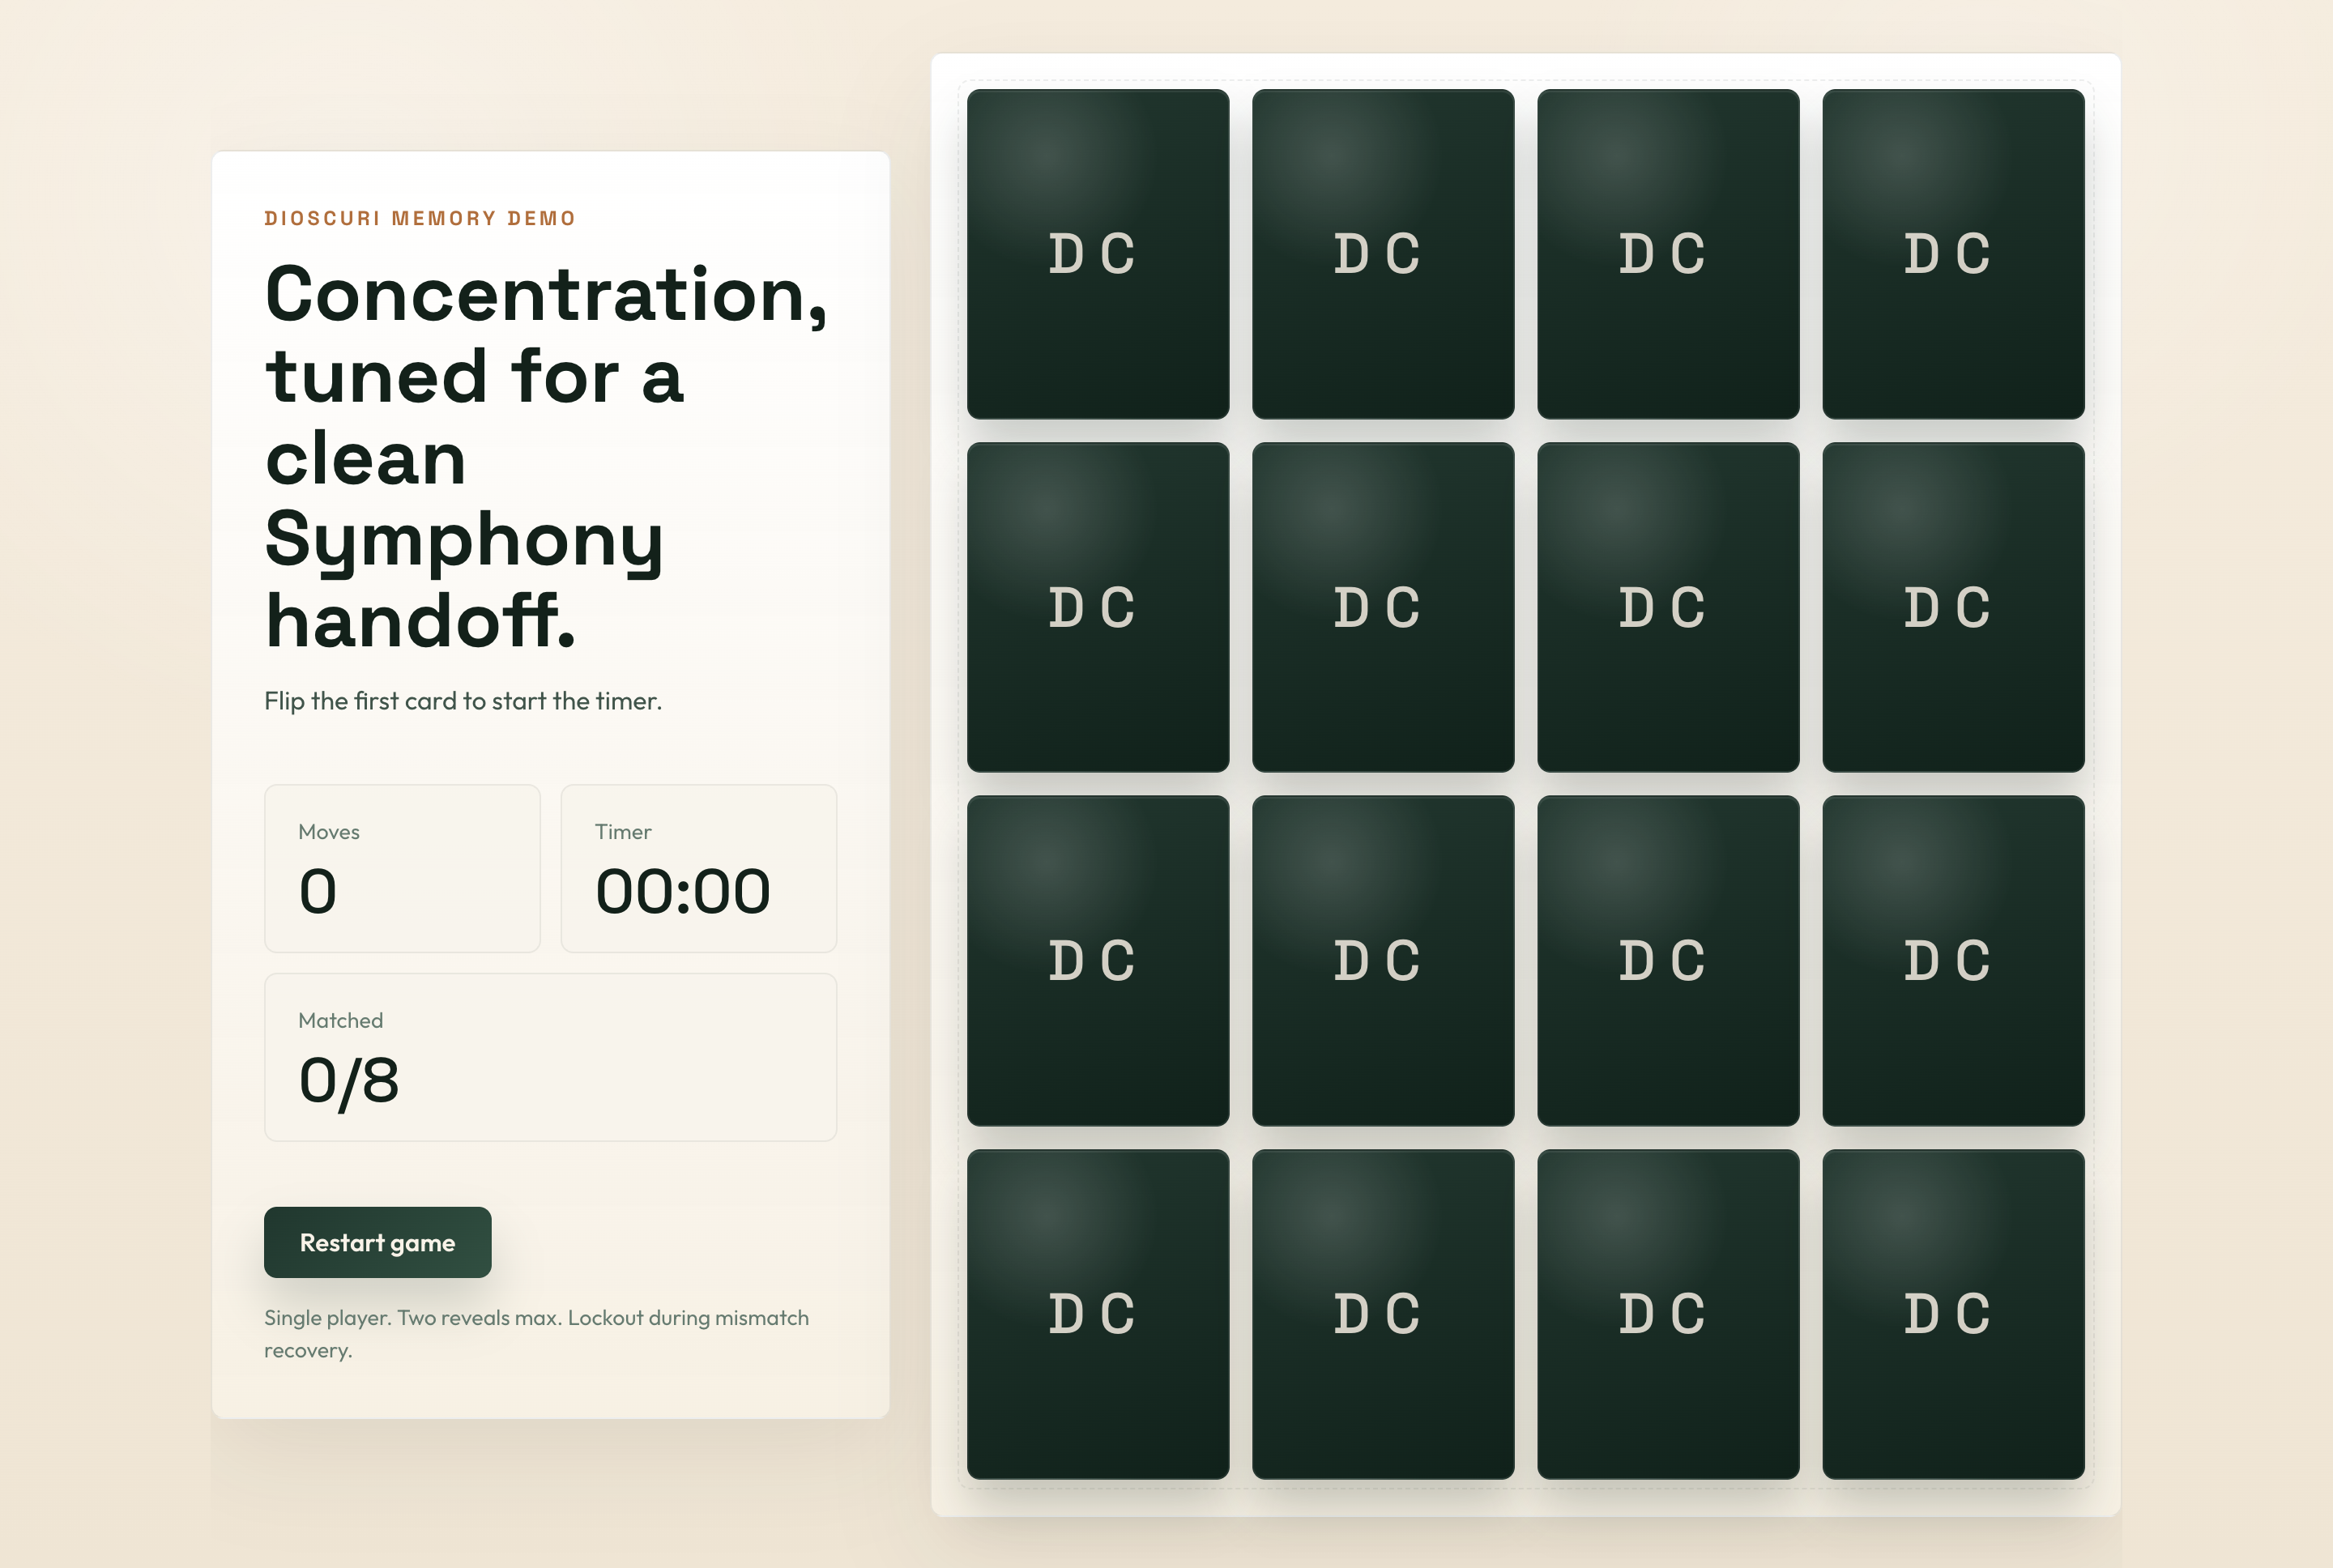 DIOSCURI MEMORY DEMO
Concentration,
tuned for a
clean
Symphony
handoff.
Flip the first card to start the timer.
Moves
0
Timer
00:00
Matched
0/8
Restart game
Single player. Two reveals max. Lockout during mismatch
recovery.
DC DC DC DC
DC DC DC DC
DC DC DC DC
DC DC DC DC